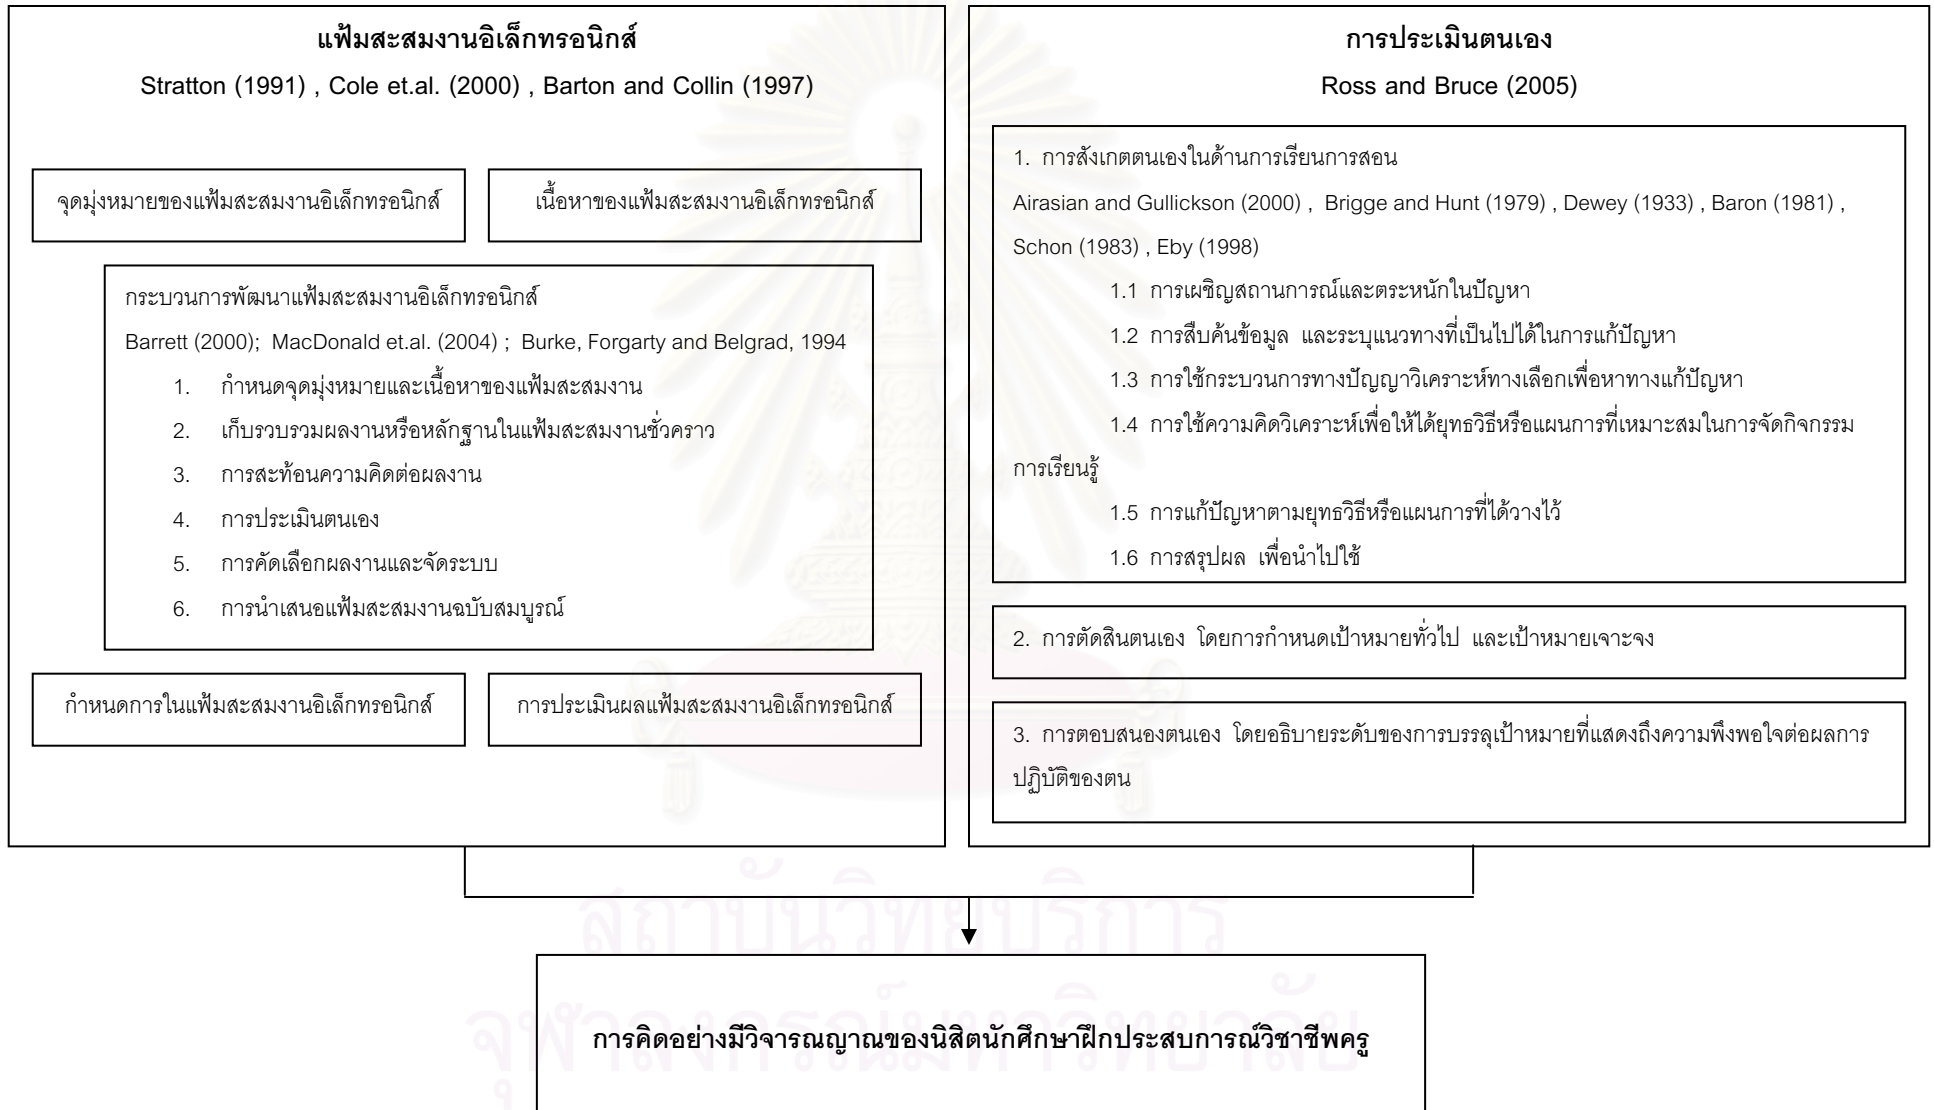 แฟ้มสะสมงานอิเล็กทรอนิกส์
Stratton (1991) , Cole et.al. (2000) , Barton and Collin (1997)
จุดมุ่งหมายของแฟ้มสะสมงานอิเล็กทรอนิกส์
เนื้อหาของแฟ้มสะสมงานอิเล็กทรอนิกส์
กระบวนการพัฒนาแฟ้มสะสมงานอิเล็กทรอนิกส์
Barrett (2000); MacDonald et.al. (2004) ; Burke, Forgarty and Belgrad, 1994
1. กำหนดจุดมุ่งหมายและเนื้อหาของแฟ้มสะสมงาน
2. เก็บรวบรวมผลงานหรือหลักฐานในแฟ้มสะสมงานชั่วคราว
3. การสะท้อนความคิดต่อผลงาน
4. การประเมินตนเอง
5. การคัดเลือกผลงานและจัดระบบ
6. การนำเสนอแฟ้มสะสมงานฉบับสมบูรณ์
กำหนดการในแฟ้มสะสมงานอิเล็กทรอนิกส์
การประเมินผลแฟ้มสะสมงานอิเล็กทรอนิกส์
การประเมินตนเอง
Ross and Bruce (2005)
1. การสังเกตตนเองในด้านการเรียนการสอน
Airasian and Gullickson (2000) , Brigge and Hunt (1979) , Dewey (1933) , Baron (1981) ,
Schon (1983) , Eby (1998)
1.1 การเผชิญสถานการณ์และตระหนักในปัญหา
1.2 การสืบค้นข้อมูล และระบุแนวทางที่เป็นไปได้ในการแก้ปัญหา
1.3 การใช้กระบวนการทางปัญญาวิเคราะห์ทางเลือกเพื่อหาทางแก้ปัญหา
1.4 การใช้ความคิดวิเคราะห์เพื่อให้ได้ยุทธวิธีหรือแผนการที่เหมาะสมในการจัดกิจกรรม
การเรียนรู้
1.5 การแก้ปัญหาตามยุทธวิธีหรือแผนการที่ได้วางไว้
1.6 การสรุปผล เพื่อนำไปใช้
2. การตัดสินตนเอง โดยการกำหนดเป้าหมายทั่วไป และเป้าหมายเจาะจง
3. การตอบสนองตนเอง โดยอธิบายระดับของการบรรลุเป้าหมายที่แสดงถึงความพึงพอใจต่อผลการ
ปฏิบัติของตน
สถาบันวิทยบริการ
จุฬาลงกรณ์มหาวิทยาลัย
การคิดอย่างมีวิจารณญาณของนิสิตนักศึกษาฝึกประสบการณ์วิชาชีพครู